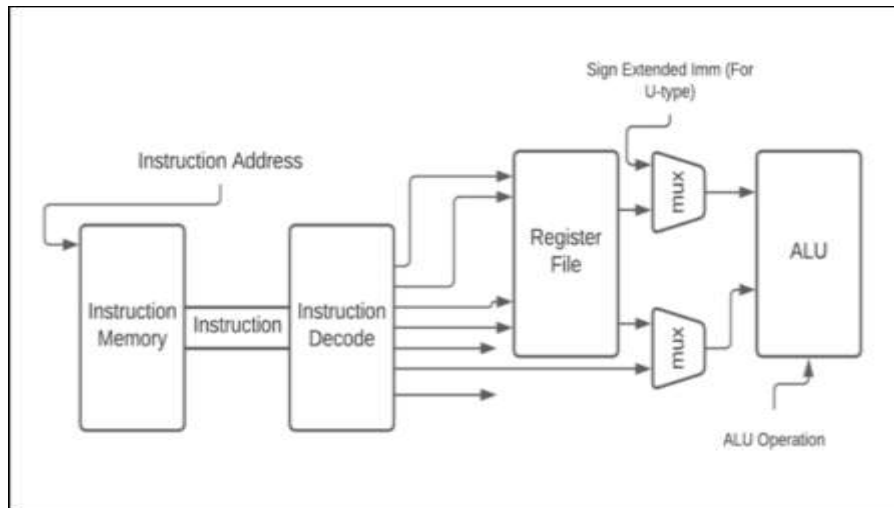 Sign Extended Imm (For
U-type)
Instruction Address
mux
Register
File
ALU
Instruction
Memory
Instruction
Instruction
Decode
mux
ALU Operation